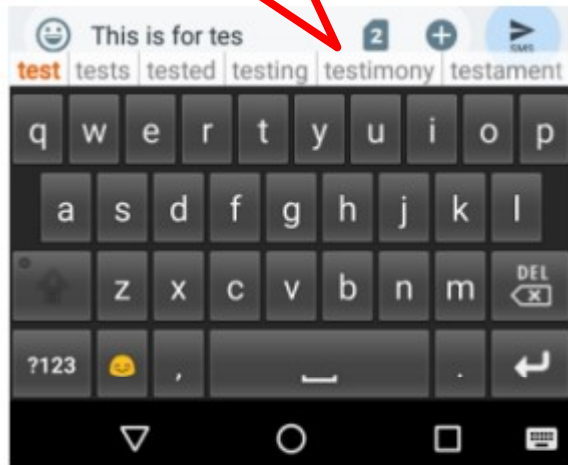 This is for tes 2 SMS
test tests tested testing testimony testament
q w e r t y u i o p
a s d f g h j k l
z x c v b n m DEL
?123 , .